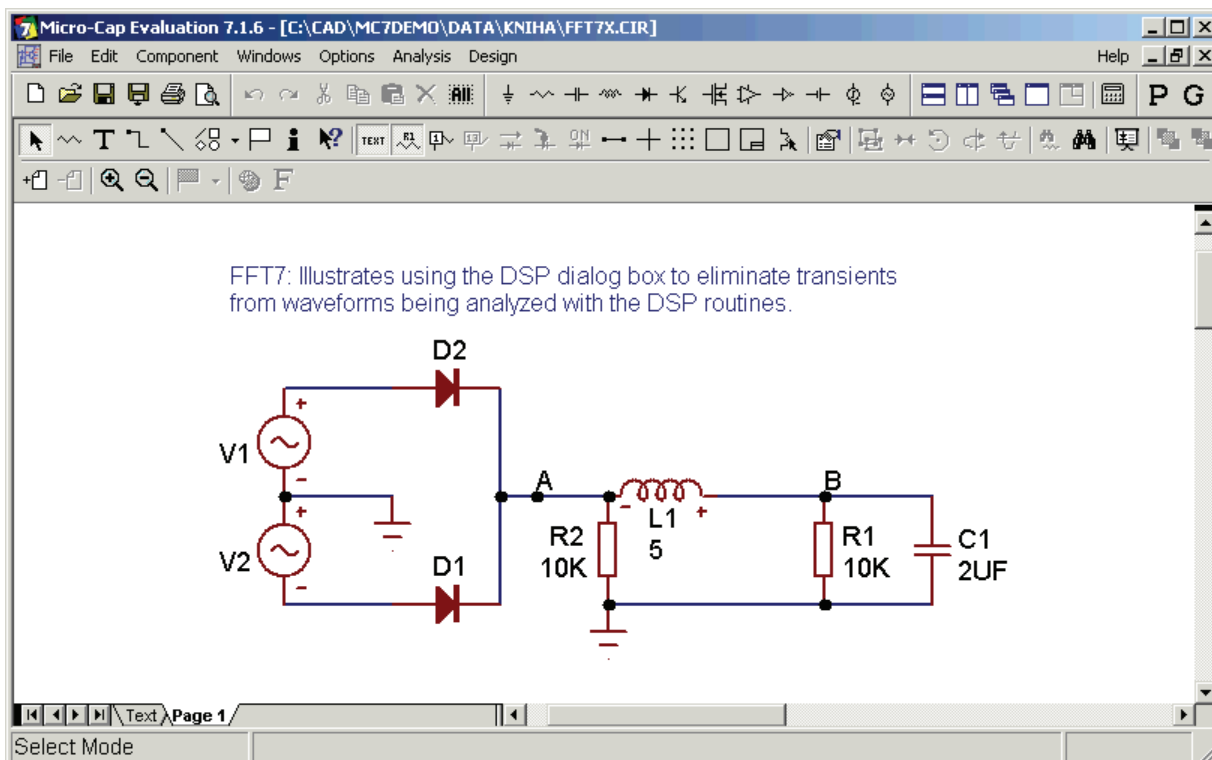 Micro-Cap Evaluation 7.1.6 - [C:\CAD\MC7DEMO\DATA\KNIHA\FFT7X.CIR]
File Edit Component Windows Options Analysis Design Help
P G
T TEXT R1 ON
F
FFT7: Illustrates using the DSP dialog box to eliminate transients
from waveforms being analyzed with the DSP routines.
D2
V1
A
B
L1
5
R2
10K
R1
10K
C1
2UF
V2
D1
Text Page 1
Select Mode